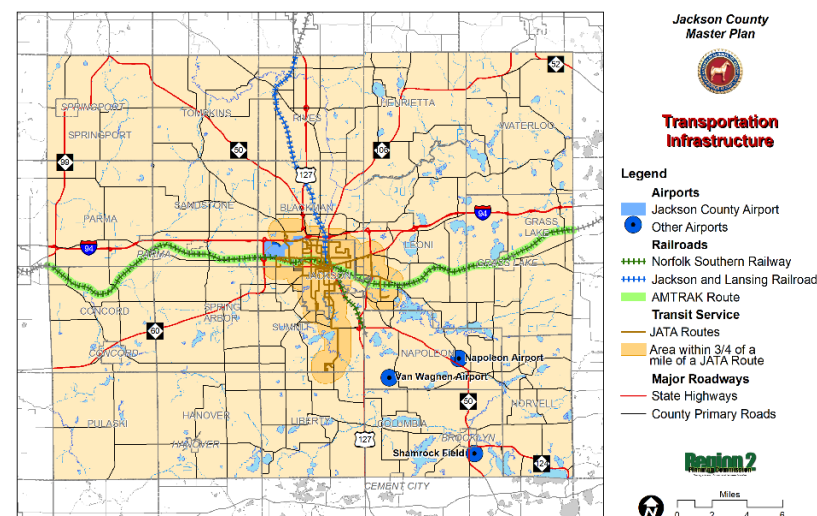 Jackson County
Master Plan
Transportation
Infrastructure
Legend
Airports
Jackson County Airport
Other Airports
Railroads
Norfolk Southern Railway
Jackson and Lansing Railroad
AMTRAK Route
Transit Service
JATA Routes
Area within 3/4 of a
mile of a JATA Route
Major Roadways
State Highways
County Primary Roads
Region 2
Miles
0 2 4 6
N
52
SPRINGPORT
TOMPKINS
RIVES
HENRIETTA
WATERLOO
SPRINGPORT
50
106
99
127
SANDSTONE
BLACKMAN
94
PARMA
GRASS
LAKE
94
PARMA
LEONI
GRASS LAKE
JACKSON
CONCORD
SPRING
ARBOR
60
SUMMIT
CONCORD
NAPOLEON
Napoleon Airport
Van Wagnen Airport
50
NORVELL
PULASKI
HANOVER
LIBERTY
COLUMBIA
HANOVER
127
BROOKLYN
Shamrock Field
124
CEMENT CITY